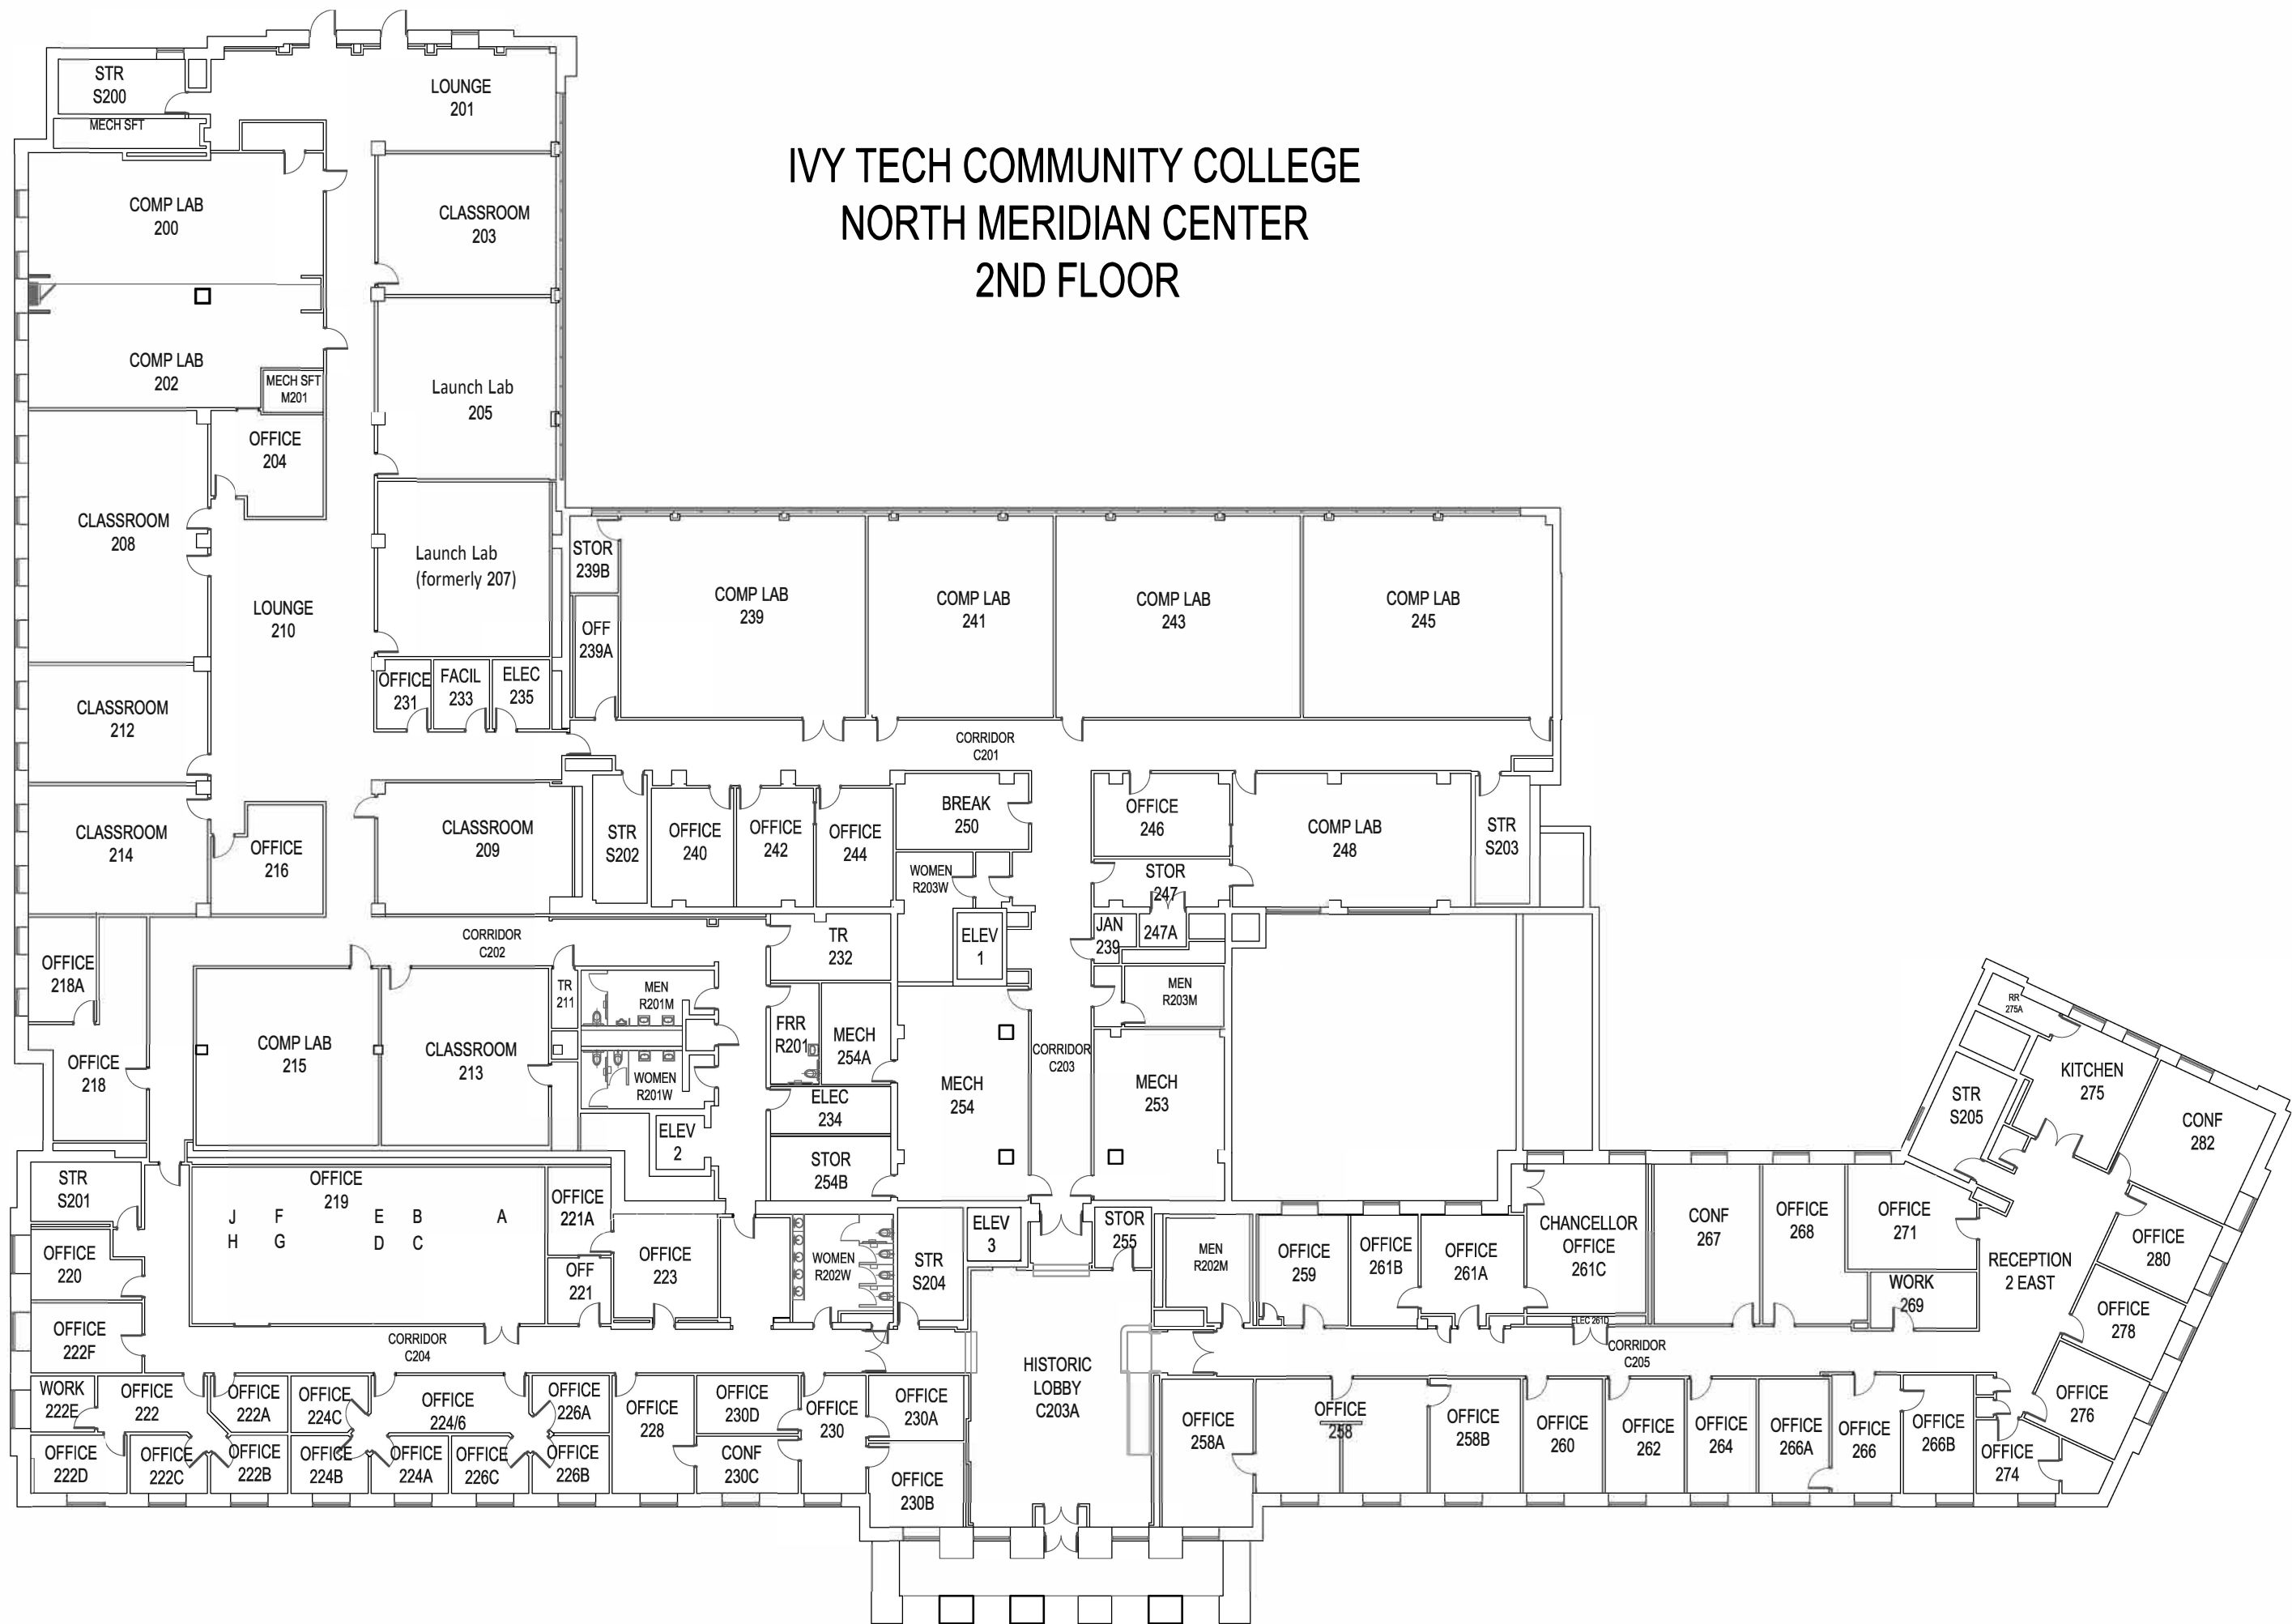 IVY TECH COMMUNITY COLLEGE
NORTH MERIDIAN CENTER
2ND FLOOR
STR
S200
MECH SFT
LOUNGE
201
COMP LAB
200
CLASSROOM
203
COMP LAB
202
MECH SFT
M201
Launch Lab
205
OFFICE
204
CLASSROOM
208
Launch Lab
(formerly 207)
LOUNGE
210
STOR
239B
OFF
239A
COMP LAB
239
COMP LAB
241
COMP LAB
243
COMP LAB
245
OFFICE
231
FACIL
233
ELEC
235
CLASSROOM
212
CORRIDOR
C201
CLASSROOM
214
OFFICE
216
CLASSROOM
209
STR
S202
OFFICE
240
OFFICE
242
OFFICE
244
BREAK
250
OFFICE
246
COMP LAB
248
STR
S203
WOMEN
R203W
STOR
247
OFFICE
218A
CORRIDOR
C202
TR
232
ELEV
1
JAN
239
247A
TR
211
MEN
R201M
MEN
R203M
OFFICE
218
COMP LAB
215
CLASSROOM
213
FRR
R201
MECH
254A
WOMEN
R201W
MECH
254
CORRIDOR
C203
MECH
253
ELEC
234
ELEV
2
STOR
254B
RR
275A
KITCHEN
275
STR
S205
CONF
282
STR
S201
OFFICE
219
J F E B A
H G D C
OFFICE
221A
OFFICE
220
OFF
221
OFFICE
223
WOMEN
R202W
STR
S204
ELEV
3
STOR
255
MEN
R202M
OFFICE
259
OFFICE
261B
OFFICE
261A
CHANCELLOR
OFFICE
261C
CONF
267
OFFICE
268
OFFICE
271
WORK
269
RECEPTION
2 EAST
OFFICE
280
OFFICE
278
OFFICE
276
OFFICE
222F
CORRIDOR
C204
ELEC 261D
CORRIDOR
C205
HISTORIC
LOBBY
C203A
WORK
222E
OFFICE
222
OFFICE
222A
OFFICE
224C
OFFICE
224/6
OFFICE
226A
OFFICE
228
OFFICE
230D
OFFICE
230
OFFICE
230A
OFFICE
222D
OFFICE
222C
OFFICE
222B
OFFICE
224B
OFFICE
224A
OFFICE
226C
OFFICE
226B
CONF
230C
OFFICE
230B
OFFICE
258A
OFFICE
258
OFFICE
258B
OFFICE
260
OFFICE
262
OFFICE
264
OFFICE
266A
OFFICE
266
OFFICE
266B
OFFICE
274